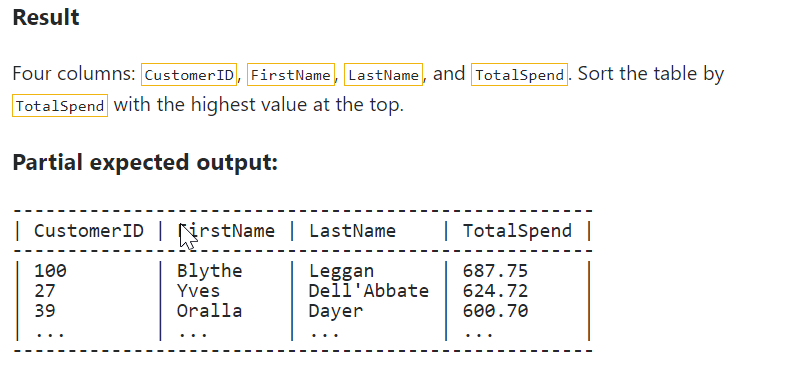 Result
Four columns: CustomerID, FirstName, LastName, and TotalSpend. Sort the table by
TotalSpend with the highest value at the top.
Partial expected output:
-----------------------------------------------------
| CustomerID | FirstName | LastName    | TotalSpend |
-----------------------------------------------------
| 100        | Blythe    | Leggan      | 687.75     |
| 27         | Yves      | Dell'Abbate | 624.72     |
| 39         | Oralla    | Dayer       | 600.70     |
| ...        | ...       | ...         | ...        |
-----------------------------------------------------